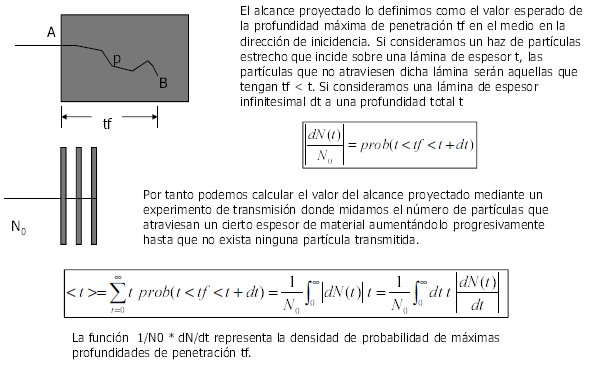 El alcance proyectado lo definimos como el valor esperado de
la profundidad máxima de penetración tf en el medio en la
dirección de inicidencia. Si consideramos un haz de partículas
estrecho que incide sobre una lámina de espesor t, las
partículas que no atraviesen dicha lámina serán aquellas que
tengan tf < t. Si consideramos una lámina de espesor
infinitesimal dt a una profundidad total t
A
p
B
tf
|dN(t)/N₀| = prob(t < tf < t + dt)
N₀
Por tanto podemos calcular el valor del alcance proyectado mediante un
experimento de transmisión donde midamos el número de partículas que
atraviesan un cierto espesor de material aumentándolo progresivamente
hasta que no exista ninguna partícula transmitida.
< t >= ∑_{t=0}^{∞} t prob(t < tf < t + dt) = 1/N₀ ∫₀^∞ |dN(t)| t = 1/N₀ ∫₀^∞ dt t |dN(t)/dt|
La función 1/N0 * dN/dt representa la densidad de probabilidad de máximas
profundidades de penetración tf.